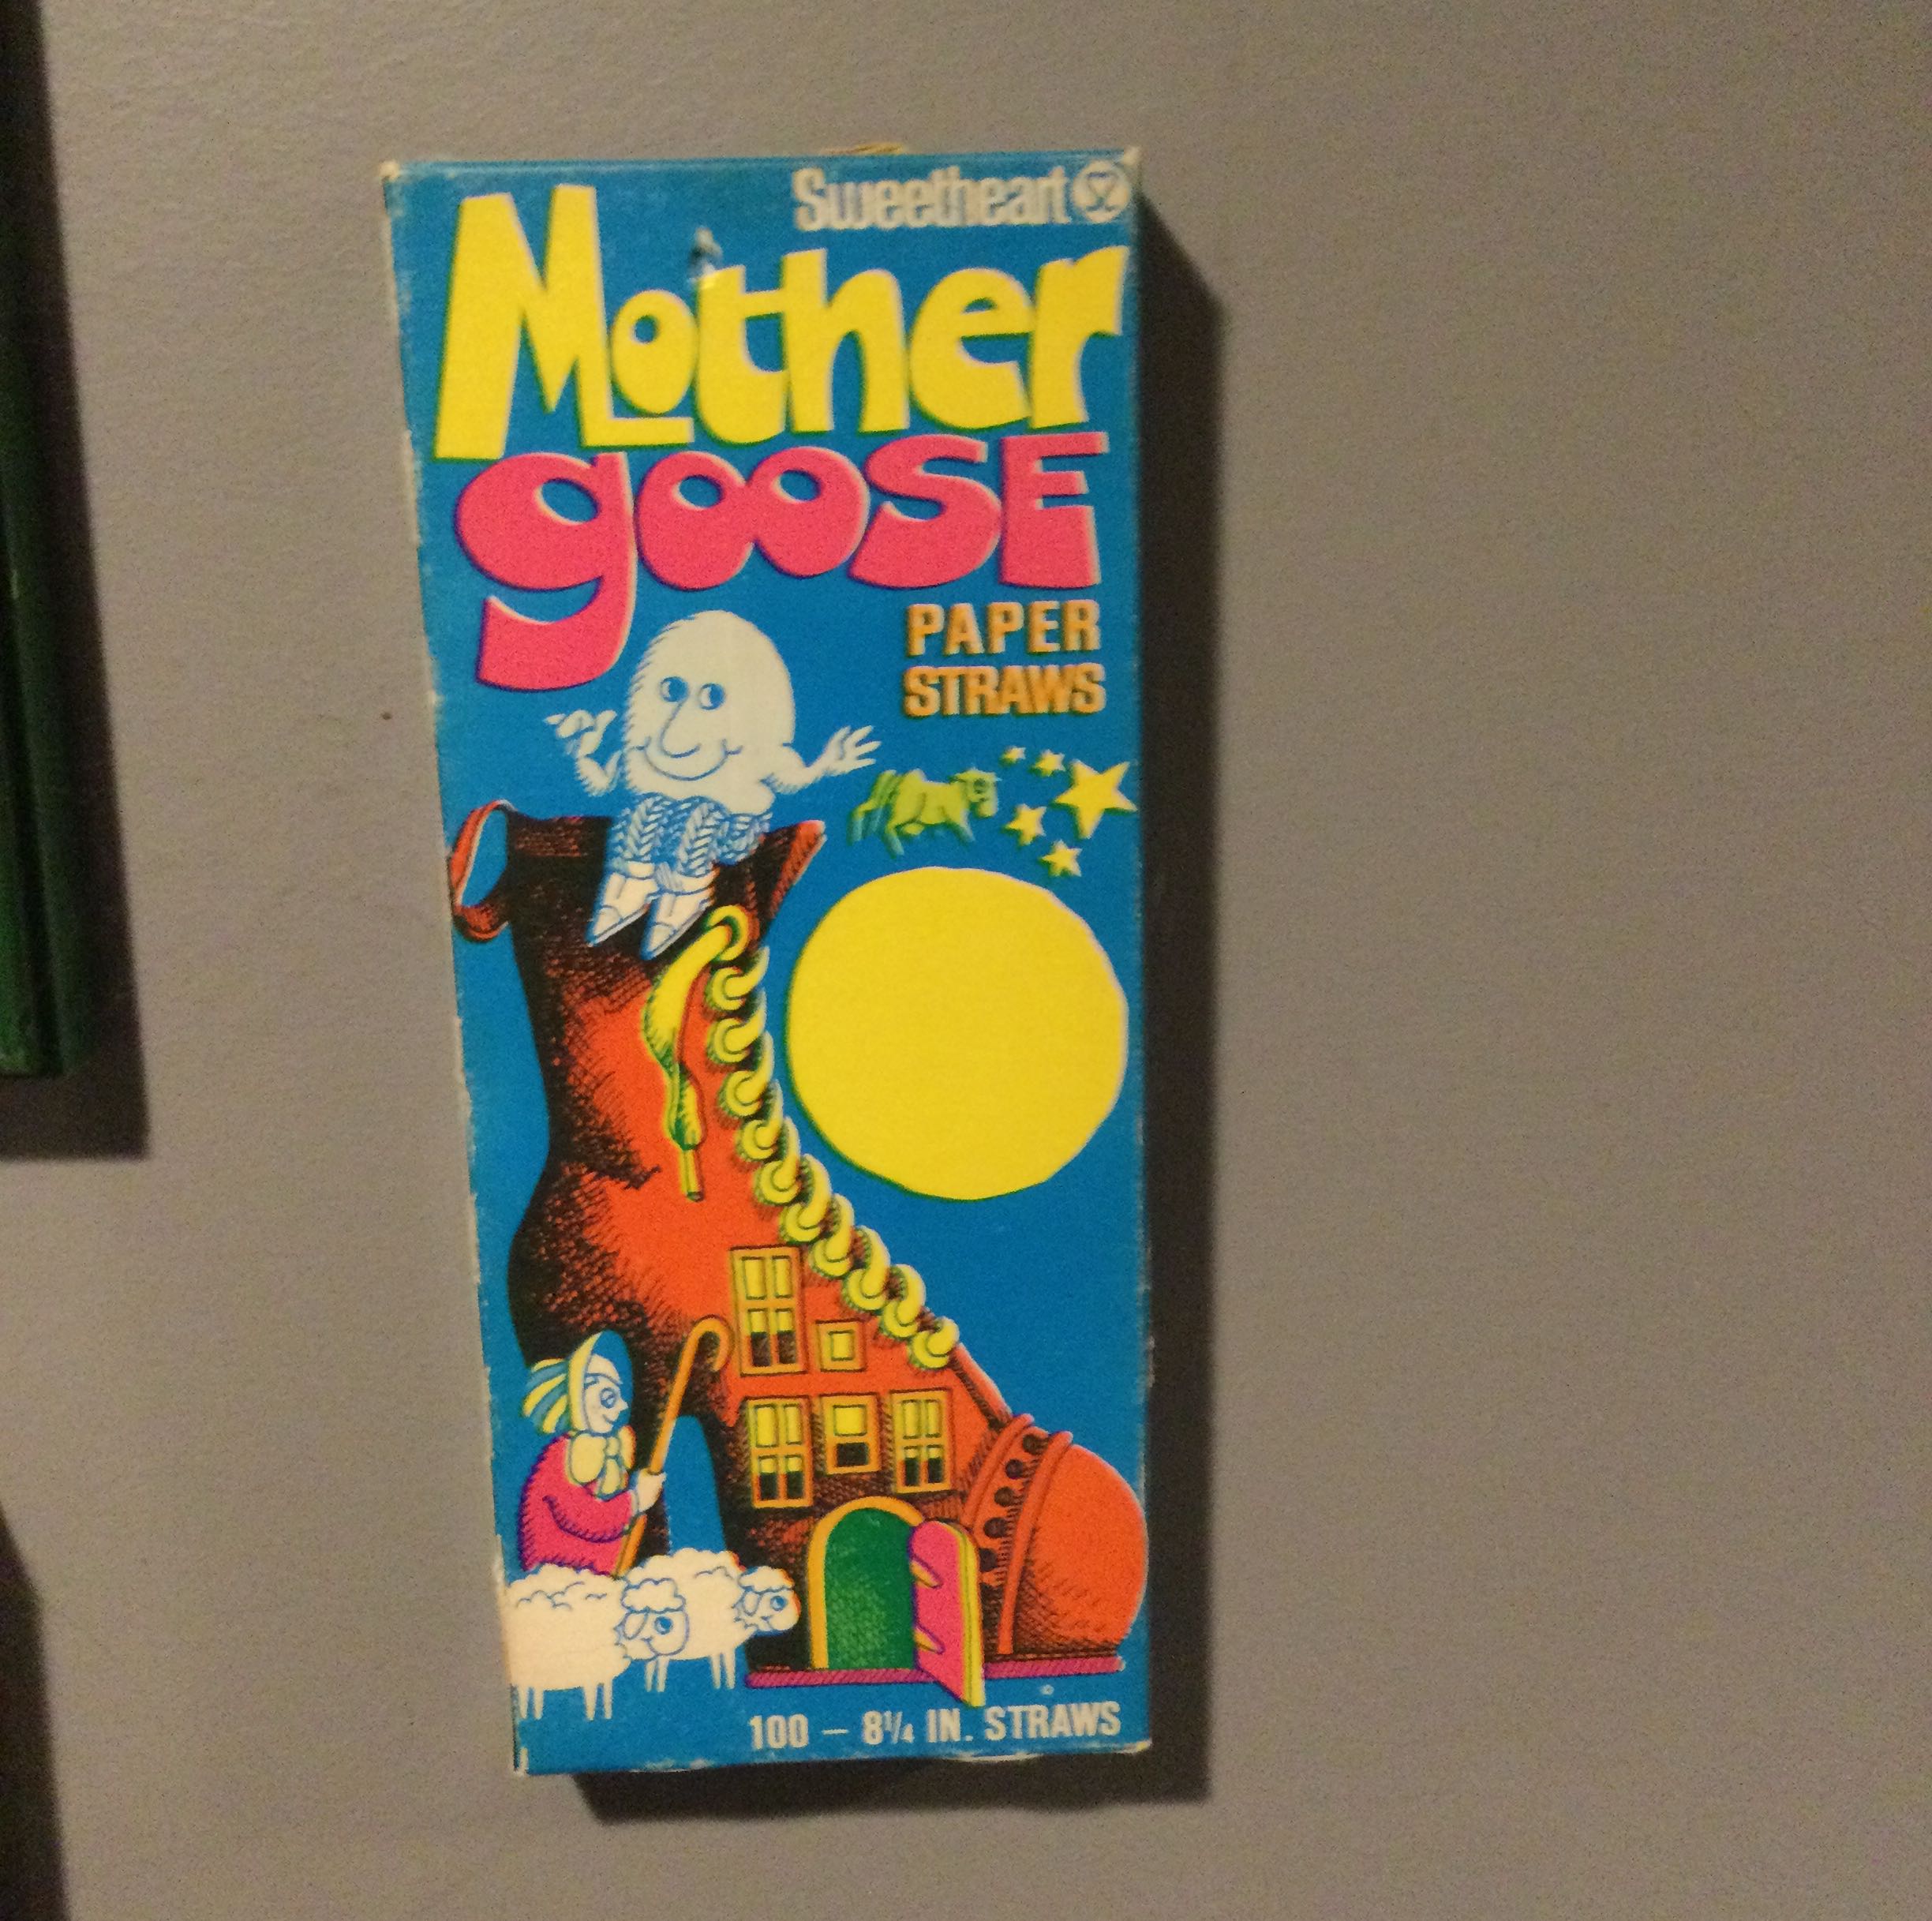 Sweetheart
Mother
goose
PAPER
STRAWS
100 – 8¼ IN. STRAWS